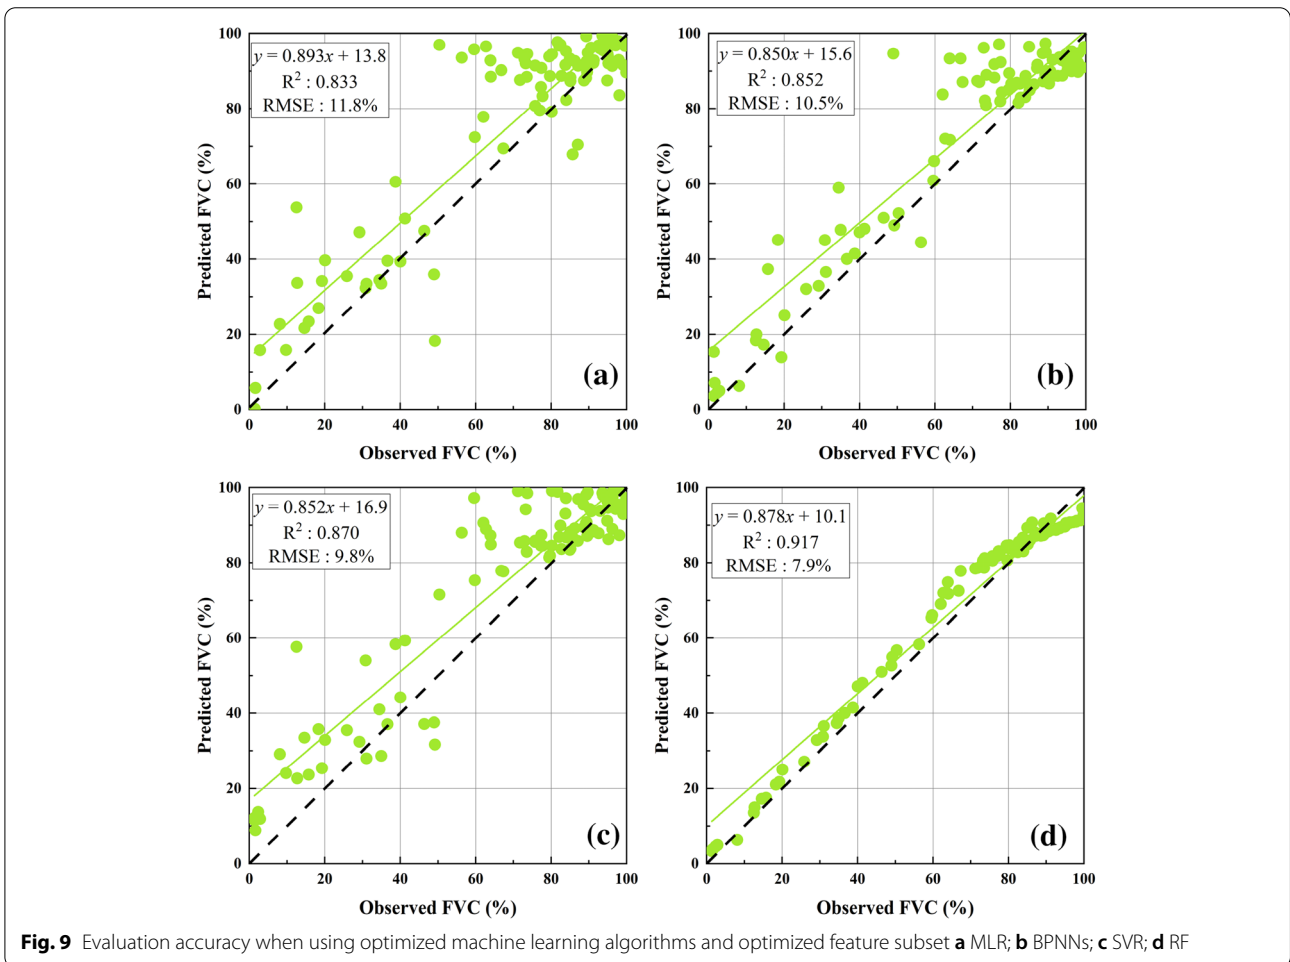 y = 0.893x + 13.8
R² : 0.833
RMSE : 11.8%
100
80
60
40
20
0
Predicted FVC (%)
(a)
0 20 40 60 80 100
Observed FVC (%)
y = 0.850x + 15.6
R² : 0.852
RMSE : 10.5%
100
80
60
40
20
0
Predicted FVC (%)
(b)
0 20 40 60 80 100
Observed FVC (%)
y = 0.852x + 16.9
R² : 0.870
RMSE : 9.8%
100
80
60
40
20
0
Predicted FVC (%)
(c)
0 20 40 60 80 100
Observed FVC (%)
y = 0.878x + 10.1
R² : 0.917
RMSE : 7.9%
100
80
60
40
20
0
Predicted FVC (%)
(d)
0 20 40 60 80 100
Observed FVC (%)
Fig. 9 Evaluation accuracy when using optimized machine learning algorithms and optimized feature subset a MLR; b BPNNs; c SVR; d RF